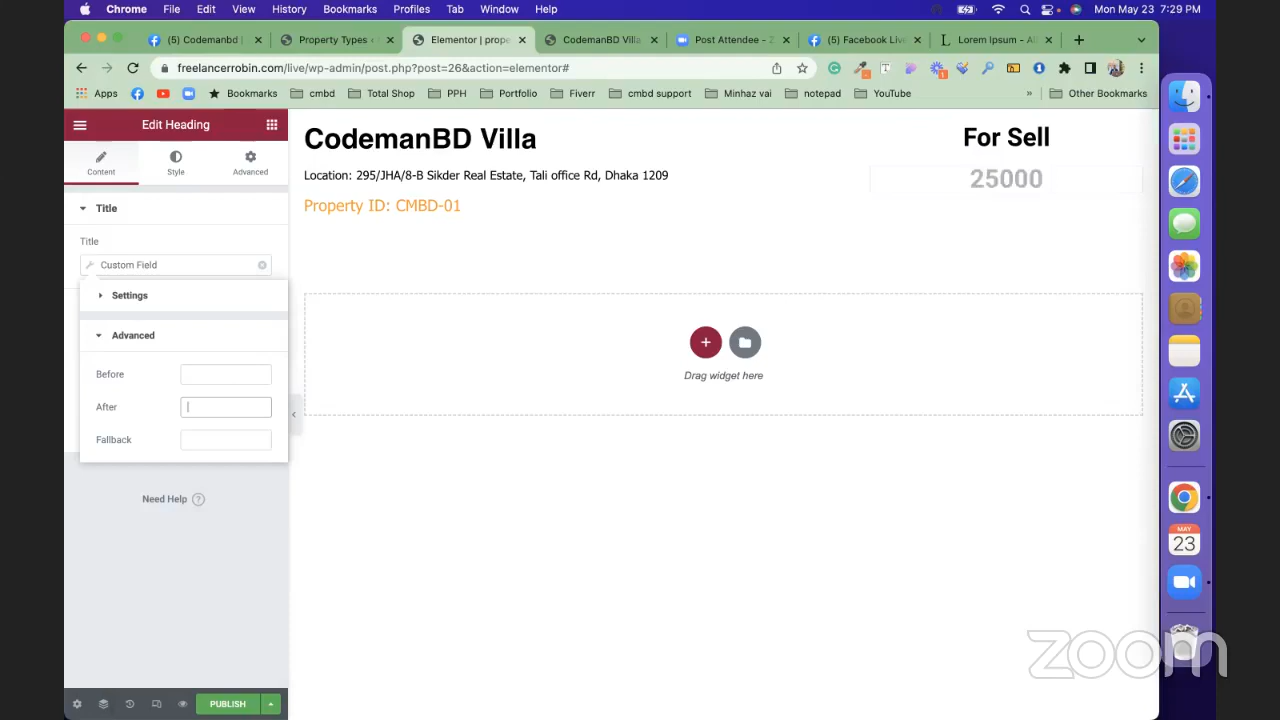 Chrome File Edit View History Bookmarks Profiles Tab Window Help Mon May 23 7:29 PM
(5) Codemanbd | Property Types ‹ Elementor | prope CodemanBD Villa Post Attendee - Z (5) Facebook Live Lorem Ipsum - Al
freelancerrobin.com/live/wp-admin/post.php?post=26&action=elementor#
Apps Bookmarks cmbd Total Shop PPH Portfolio Fiverr cmbd support Minhaz vai notepad YouTube » Other Bookmarks
Edit Heading
Content Style Advanced
Title
Title
Custom Field
Settings
Advanced
Before
After
Fallback
Need Help ?
PUBLISH
CodemanBD Villa
Location: 295/JHA/8-B Sikder Real Estate, Tali office Rd, Dhaka 1209
Property ID: CMBD-01
For Sell
25000
Drag widget here
MAY
23
zoom